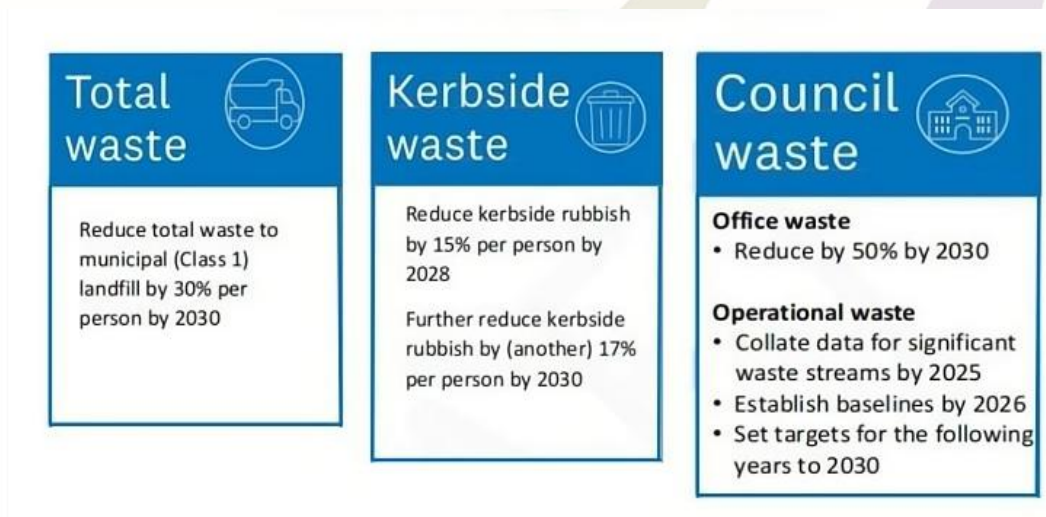 Total
waste
Reduce total waste to
municipal (Class 1)
landfill by 30% per
person by 2030
Kerbside
waste
Reduce kerbside rubbish
by 15% per person by
2028
Further reduce kerbside
rubbish by (another) 17%
per person by 2030
Council
waste
Office waste
• Reduce by 50% by 2030
Operational waste
• Collate data for significant
waste streams by 2025
• Establish baselines by 2026
• Set targets for the following
years to 2030